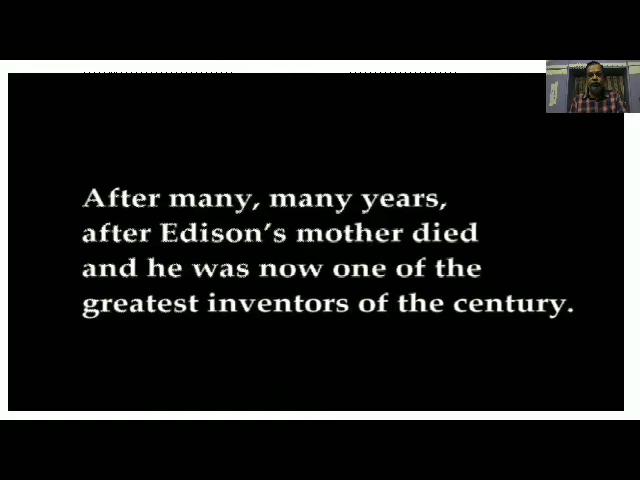 After many, many years,
after Edison's mother died
and he was now one of the
greatest inventors of the century.